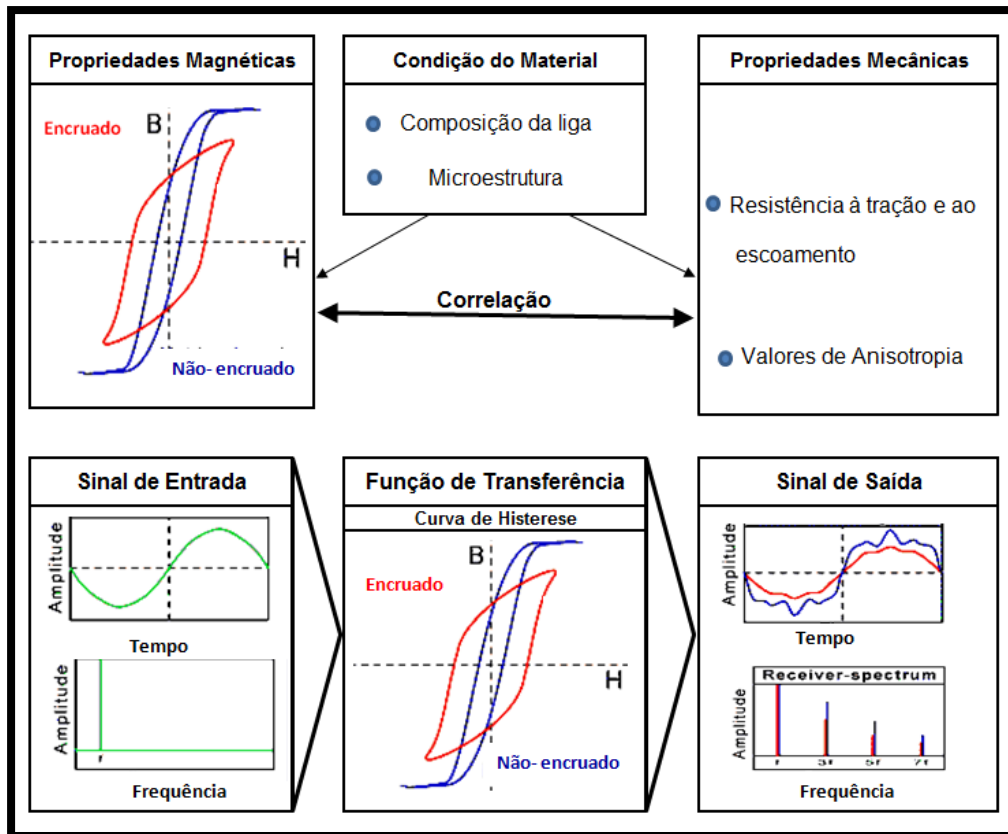 Propriedades Magnéticas
Encruado
B
H
Não- encruado
Condição do Material
Composição da liga
Microestrutura
Correlação
Propriedades Mecânicas
Resistência à tração e ao
escoamento
Valores de Anisotropia
Sinal de Entrada
Amplitude
Tempo
Amplitude
f
Frequência
Função de Transferência
Curva de Histerese
Encruado
B
H
Não- encruado
Sinal de Saída
Amplitude
Tempo
Receiver-spectrum
Amplitude
f 3f 5f 7f
Frequência